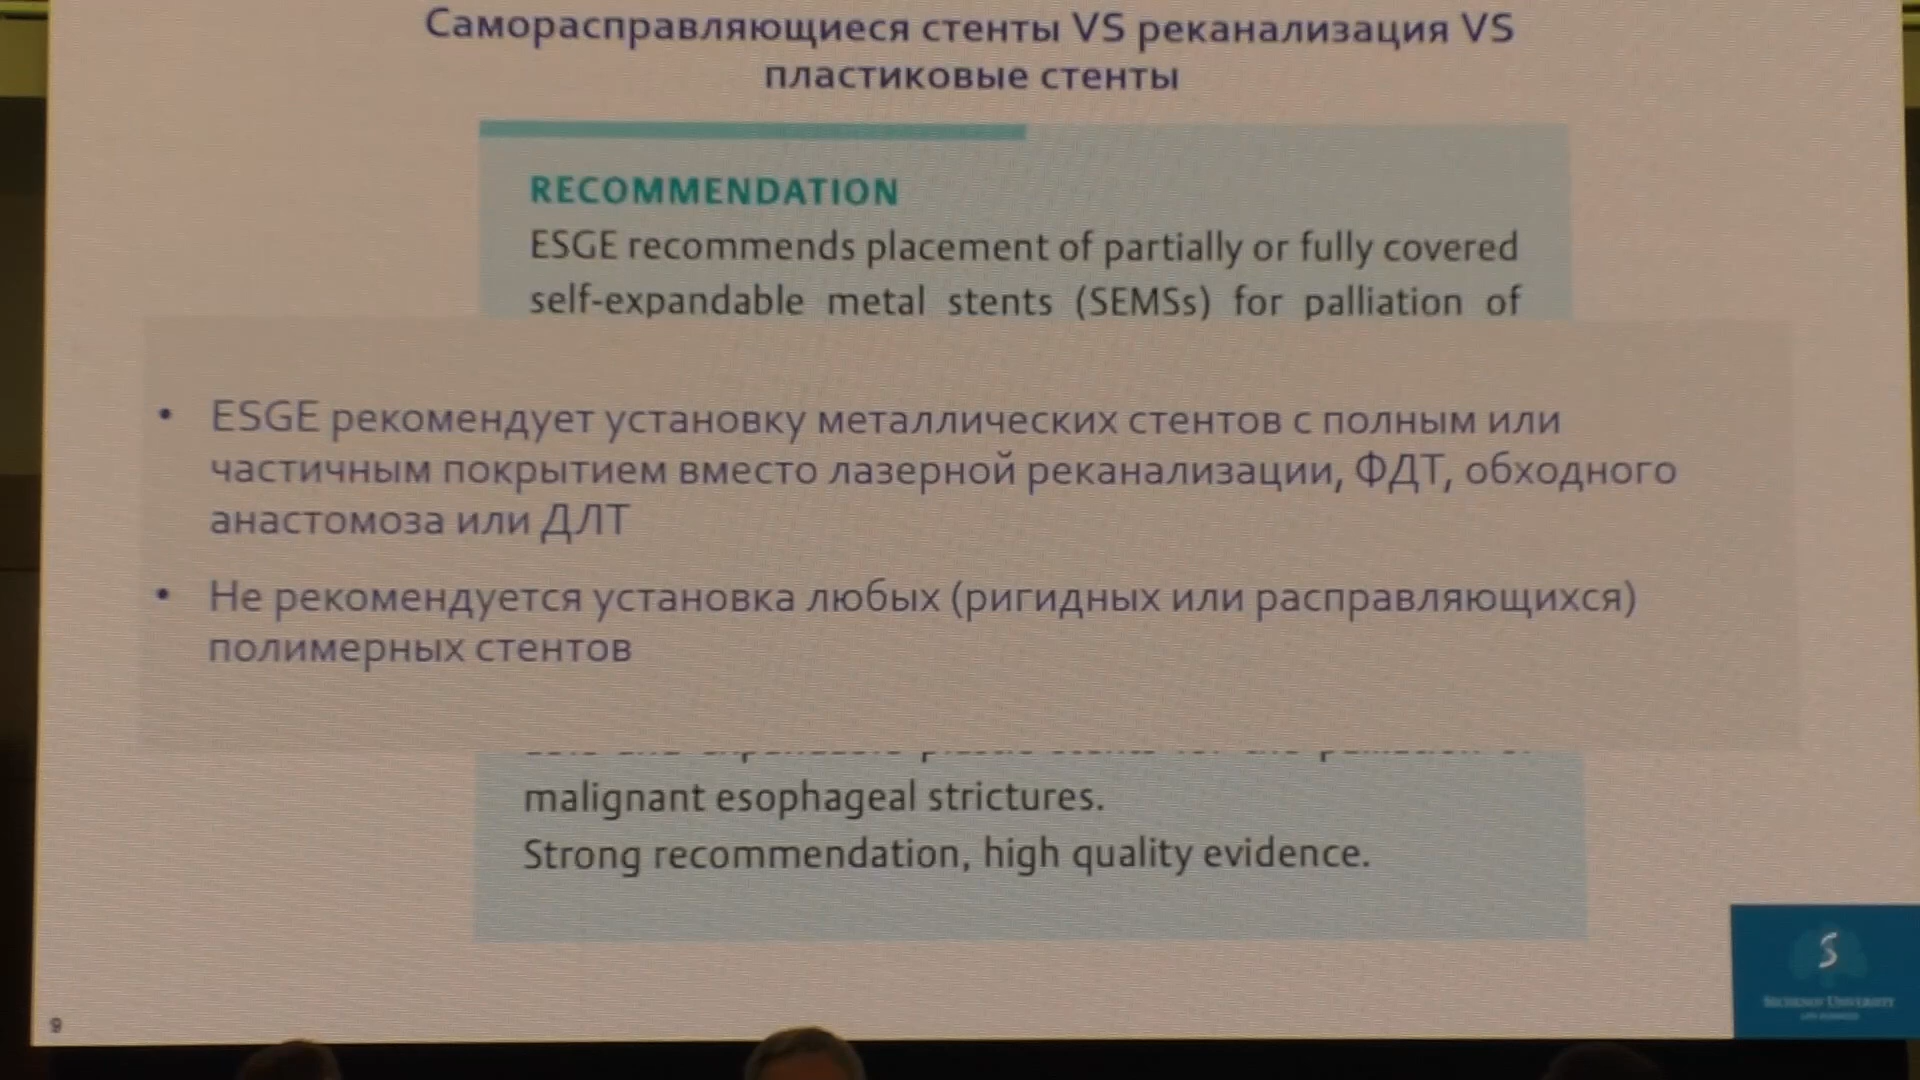 Саморасправляющиеся стенты VS реканализация VS
пластиковые стенты
RECOMMENDATION
ESGE recommends placement of partially or fully covered
self-expandable metal stents (SEMSs) for palliation of
• ESGE рекомендует установку металлических стентов с полным или
частичным покрытием вместо лазерной реканализации, ФДТ, обходного
анастомоза или ДЛТ
• Не рекомендуется установка любых (ригидных или расправляющихся)
полимерных стентов
malignant esophageal strictures.
Strong recommendation, high quality evidence.
S
SECHENOV UNIVERSITY
9